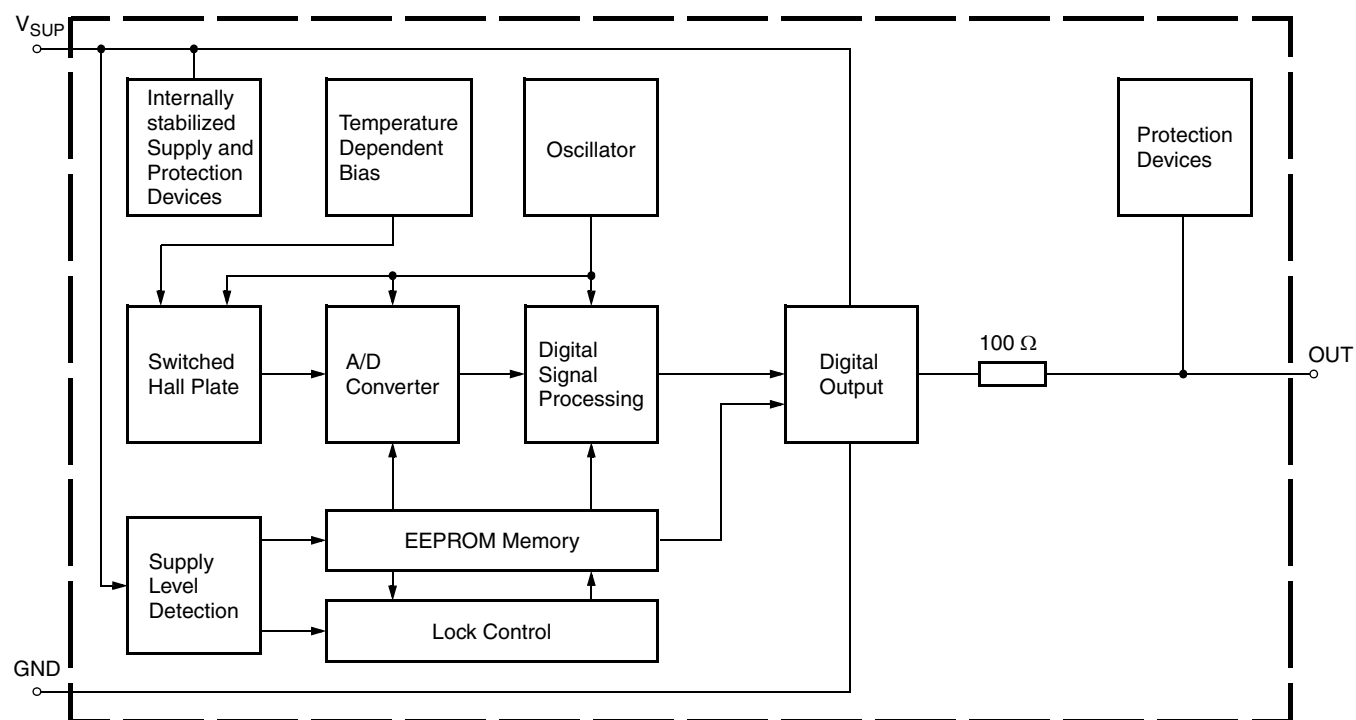 VSUP
Internally
stabilized
Supply and
Protection
Devices
Temperature
Dependent
Bias
Oscillator
Protection
Devices
Switched
Hall Plate
A/D
Converter
Digital
Signal
Processing
Digital
Output
100 Ω
OUT
EEPROM Memory
Supply
Level
Detection
Lock Control
GND